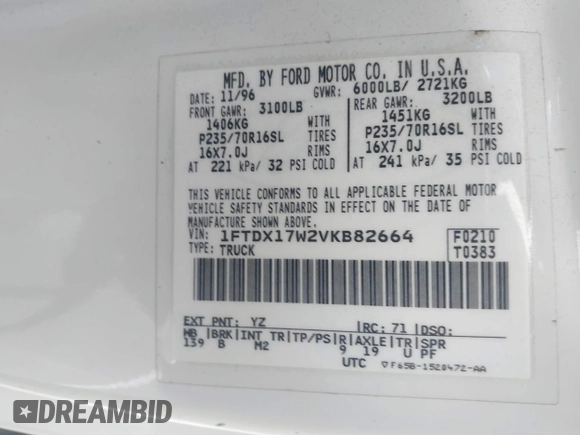 MFD. BY FORD MOTOR CO. IN U.S.A.
DATE: 11/96 GVWR: 6000LB/ 2721KG
FRONT GAWR: 3100LB REAR GAWR: 3200LB
1406KG WITH 1451KG WITH
P235/70R16SL TIRES P235/70R16SL TIRES
16X7.0J RIMS 16X7.0J RIMS
AT 221 kPa/ 32 PSI COLD AT 241 kPa/ 35 PSI COLD
THIS VEHICLE CONFORMS TO ALL APPLICABLE FEDERAL MOTOR
VEHICLE SAFETY STANDARDS IN EFFECT ON THE DATE OF
MANUFACTURE SHOWN ABOVE.
VIN: 1FTDX17W2VKB82664 F0210
TYPE: TRUCK T0383
EXT PNT: YZ RC: 71 DSO:
WB BRK INT TR TP/PS R AXLE TR SPR
139 B M2 9 19 U PF
UTC F65B-1520472-AA
DREAMBID